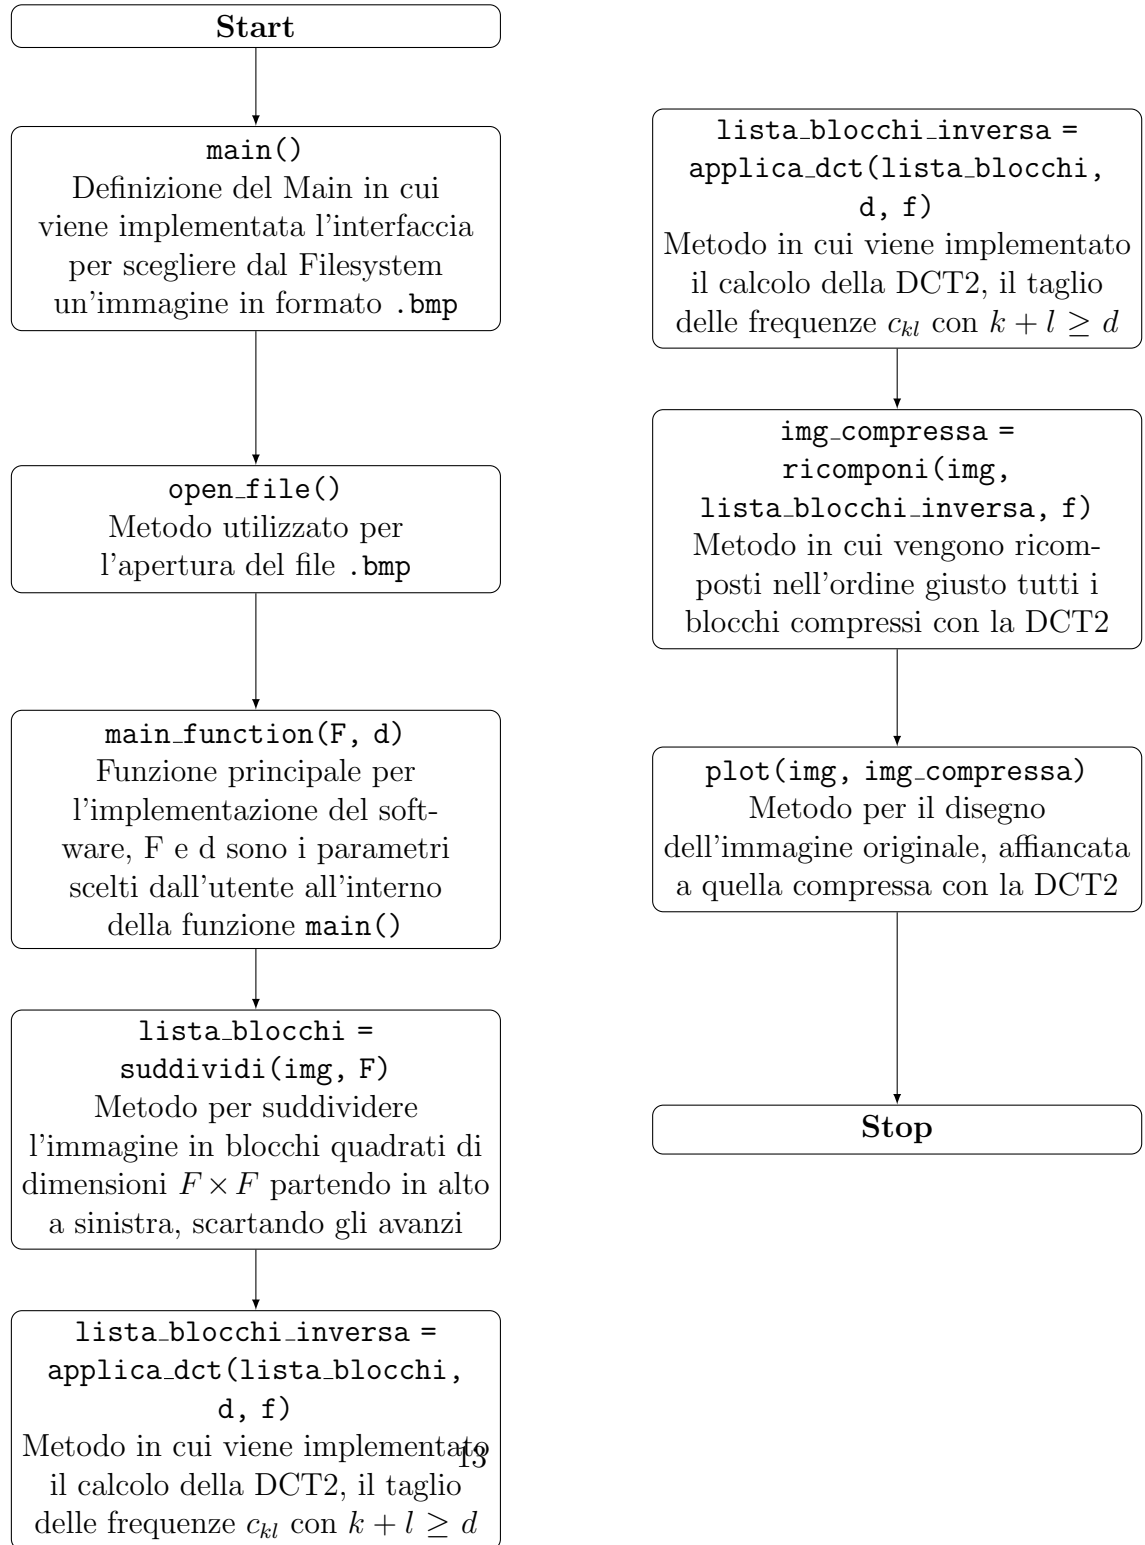 Start
main()
Definizione del Main in cui
viene implementata l'interfaccia
per scegliere dal Filesystem
un'immagine in formato .bmp
open_file()
Metodo utilizzato per
l'apertura del file .bmp
main_function(F, d)
Funzione principale per
l'implementazione del soft-
ware, F e d sono i parametri
scelti dall'utente all'interno
della funzione main()
lista_blocchi =
suddividi(img, F)
Metodo per suddividere
l'immagine in blocchi quadrati di
dimensioni F × F partendo in alto
a sinistra, scartando gli avanzi
lista_blocchi_inversa =
applica_dct(lista_blocchi,
d, f)
Metodo in cui viene implementato
il calcolo della DCT2, il taglio
delle frequenze c_{kl} con k + l ≥ d
13
lista_blocchi_inversa =
applica_dct(lista_blocchi,
d, f)
Metodo in cui viene implementato
il calcolo della DCT2, il taglio
delle frequenze c_{kl} con k + l ≥ d
img_compressa =
ricomponi(img,
lista_blocchi_inversa, f)
Metodo in cui vengono ricom-
posti nell'ordine giusto tutti i
blocchi compressi con la DCT2
plot(img, img_compressa)
Metodo per il disegno
dell'immagine originale, affiancata
a quella compressa con la DCT2
Stop